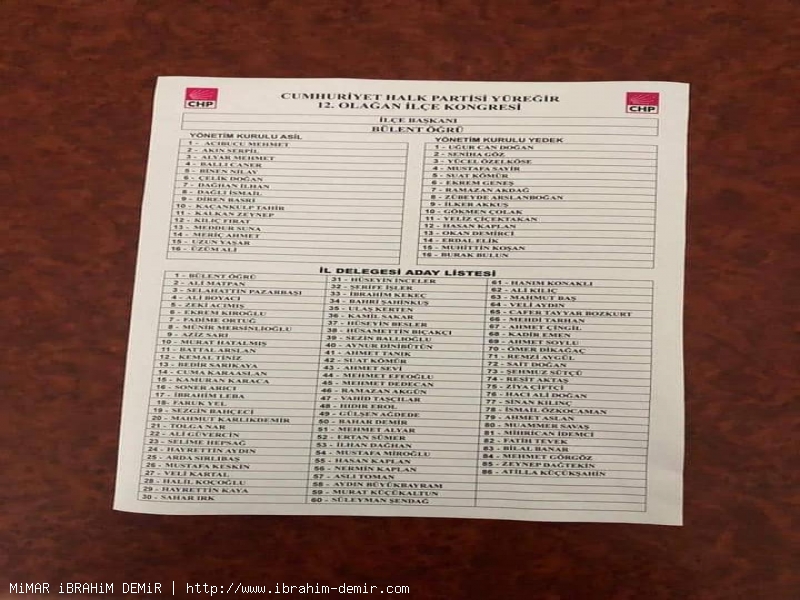 CHP
CUMHURİYET HALK PARTİSİ YÜREĞİR
12. OLAĞAN İLÇE KONGRESİ
CHP
İLÇE BAŞKANI
BÜLENT ÖĞRÜ
YÖNETİM KURULU ASİL
1 - ACIBUCU MEHMET
2 - AKIN SERPİL
3 - ALYAR MEHMET
4 - BALLI CANER
5 - BİNEN NİLAY
6 - ÇELİK DOĞAN
7 - DAĞHAN İLHAN
8 - DAĞLI İSMAİL
9 - DİREN BASRİ
10 - KAÇANKULP TAHİR
11 - KALKAN ZEYNEP
12 - KILIÇ FIRAT
13 - MEDDUR SUNA
14 - MERİÇ AHMET
15 - UZUN YAŞAR
16 - ÜZÜM ALİ
YÖNETİM KURULU YEDEK
1 - UĞUR CAN DOĞAN
2 - SENİHA GÖZ
3 - YÜCEL ÖZELKÖSE
4 - MUSTAFA SAYİR
5 - SUAT KÖMÜR
6 - EKREM GENEŞ
7 - RAMAZAN AKDAĞ
8 - ZÜBEYDE ARSLANBOĞAN
9 - İLKER AKKUŞ
10 - GÖKMEN ÇOLAK
11 - YELİZ ÇİÇEKTAKAN
12 - HASAN KAPLAN
13 - OKAN DEMİRCİ
14 - ERDAL ELİK
15 - MUHİTTİN KOŞAN
16 - BURAK BULUN
İL DELEGESİ ADAY LİSTESİ
1 - BÜLENT ÖĞRÜ
2 - ALİ MATPAN
3 - SELAHATTİN PAZARBAŞI
4 - ALİ BOYACI
5 - ZEKİ ACIMIŞ
6 - EKREM KIROĞLU
7 - FADİME ORTUĞ
8 - MÜNİR MERSİNLİOĞLU
9 - AZİZ SARI
10 - MURAT HATALMIŞ
11 - BATTAL ARSLAN
12 - KEMAL TİNİZ
13 - BEDİR SARIKAYA
14 - CUMA KARAASLAN
15 - KAMURAN KARACA
16 - SONER ARICI
17 - İBRAHİM LEBA
18 - FARUK YEL
19 - SEZGİN BAHÇECİ
20 - MAHMUT KARLIKDEMİR
21 - TOLGA NAR
22 - ALİ GÜVERCİN
23 - SELİME HEPSAĞ
24 - HAYRETTİN AYDIN
25 - ARDA SIRLIBAŞ
26 - MUSTAFA KESKİN
27 - VELİ KARTAL
28 - HALİL KOÇOĞLU
29 - HAYRETTİN KAYA
30 - SAHAR IRK
31 - HÜSEYİN İNCELER
32 - ŞERİFE İŞLER
33 - İBRAHİM KEKEÇ
34 - BAHRİ ŞAHİNKUŞ
35 - ULAŞ KERTEN
36 - KAMİL SAKAR
37 - HÜSEYİN BESLER
38 - HÜSAMETTİN BIÇAKÇI
39 - SEZİN BALLIOĞLU
40 - AYNUR DİNİBÜTÜN
41 - AHMET TANIK
42 - SUAT KÖMÜR
43 - AHMET SEVİ
44 - MEHMET EFEOĞLU
45 - MEHMET DEDECAN
46 - RAMAZAN AKGÜN
47 - VAHİD TAŞÇILAR
48 - HIDIR EROL
49 - GÜLŞEN AĞDEDE
50 - BAHAR DEMİR
51 - MEHMET ALYAR
52 - ERTAN SÜMER
53 - İLHAN DAĞHAN
54 - MUSTAFA MİROĞLU
55 - HASAN KAPLAN
56 - NERMİN KAPLAN
57 - ASLI TOMAN
58 - AYDIN BÜYÜKBAYRAM
59 - MURAT KÜÇÜKALTUN
60 - SÜLEYMAN ŞENDAĞ
61 - HANIM KONAKLI
62 - ALİ KILIÇ
63 - MAHMUT BAŞ
64 - VELİ AYDIN
65 - CAFER TAYYAR BOZKURT
66 - MEHDİ TARHAN
67 - AHMET ÇİNGİL
68 - KADİR EMEN
69 - AHMET SOYLU
70 - ÖMER DİKAĞAÇ
71 - REMZİ AYGÜL
72 - SAİT DOĞAN
73 - ŞEHMUZ SÜTÇÜ
74 - REŞİT AKTAŞ
75 - ZİYA ÇİFTÇİ
76 - HACI ALİ DOĞAN
77 - SİNAN KILINÇ
78 - İSMAİL ÖZKOCAMAN
79 - AHMET ASLAN
80 - MUAMMER SAVAŞ
81 - MİHRİCAN İDEMCİ
82 - FATİH TEVEK
83 - BİLAL BANAR
84 - MEHMET GÖRGÖZ
85 - ZEYNEP DAĞTEKİN
86 - ATİLLA KÜÇÜKŞAHİN
MiMAR iBRAHiM DEMiR | http://www.ibrahim-demir.com